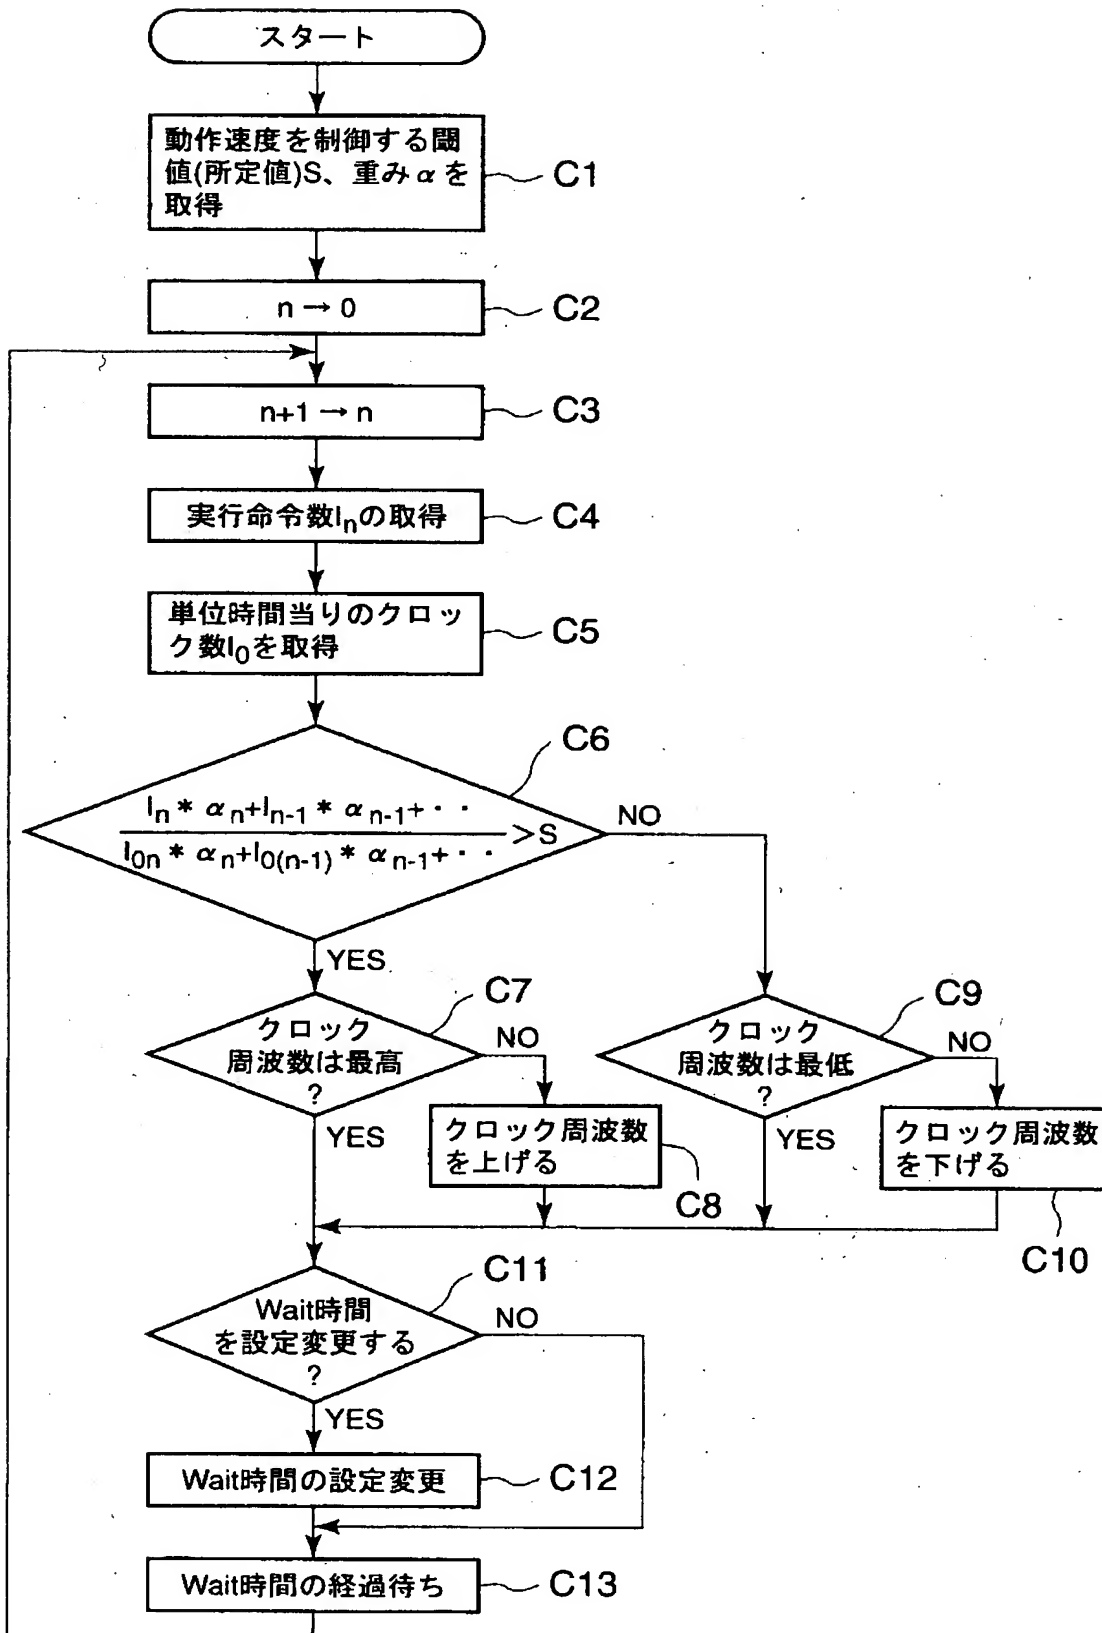 スタート
動作速度を制御する閾
値(所定値)S、重みαを
取得
C1
n → 0
C2
n+1 → n
C3
実行命令数Inの取得
C4
単位時間当りのクロッ
ク数I0を取得
C5
C6
In * αn+In-1 * αn-1+ ・・
I0n * αn+I0(n-1) * αn-1+ ・・
>S
NO
YES
C7
クロック
周波数は最高
?
NO
YES
クロック周波数
を上げる
C8
C9
クロック
周波数は最低
?
NO
YES
クロック周波数
を下げる
C10
C11
Wait時間
を設定変更する
?
NO
YES
Wait時間の設定変更
C12
Wait時間の経過待ち
C13